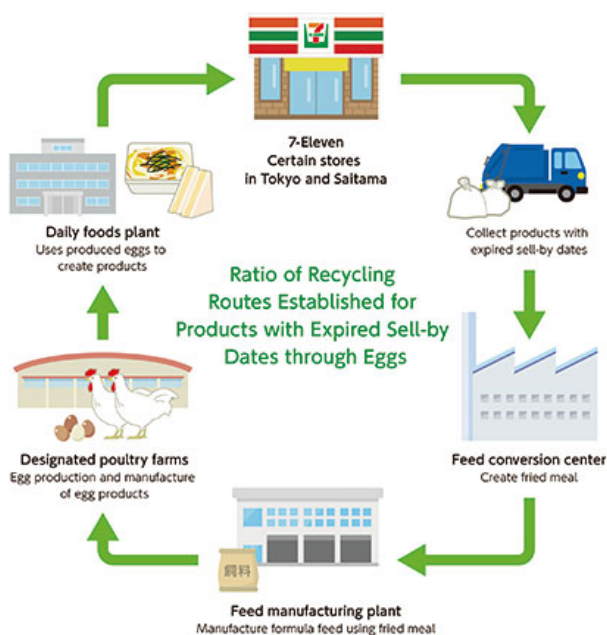 7-Eleven
Certain stores
in Tokyo and Saitama
Collect products with
expired sell-by dates
Feed conversion center
Create fried meal
飼料
Feed manufacturing plant
Manufacture formula feed using fried meal
Designated poultry farms
Egg production and manufacture
of egg products
Daily foods plant
Uses produced eggs to
create products
Ratio of Recycling
Routes Established for
Products with Expired Sell-by
Dates through Eggs